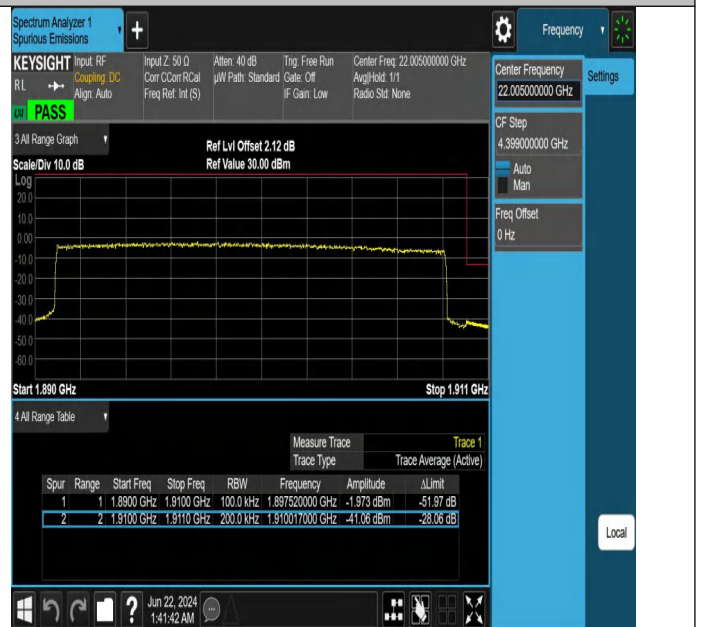 Spectrum Analyzer 1
Spurious Emissions
Frequency
KEYSIGHT
RL
Input: RF
Coupling: DC
Align: Auto
Input Z: 50 Ω
Corr CCorr RCal
Freq Ref: Int (S)
Atten: 40 dB
µW Path: Standard
Trig: Free Run
Gate: Off
IF Gain: Low
Center Freq: 22.005000000 GHz
Avg|Hold: 1/1
Radio Std: None
PASS
Center Frequency
22.005000000 GHz
Settings
CF Step
4.399000000 GHz
Auto
Man
Freq Offset
0 Hz
3 All Range Graph
Scale/Div 10.0 dB
Ref Lvl Offset 2.12 dB
Ref Value 30.00 dBm
Log
20.0
10.0
0.00
-10.0
-20.0
-30.0
-40.0
-50.0
-60.0
Start 1.890 GHz
Stop 1.911 GHz
4 All Range Table
Measure Trace Trace 1
Trace Type Trace Average (Active)
Spur Range Start Freq Stop Freq RBW Frequency Amplitude ΔLimit
1 1 1.8900 GHz 1.9100 GHz 100.0 kHz 1.897520000 GHz -1.973 dBm -51.97 dB
2 2 1.9100 GHz 1.9110 GHz 200.0 kHz 1.910017000 GHz -41.06 dBm -28.06 dB
Local
?
Jun 22, 2024
1:41:42 AM